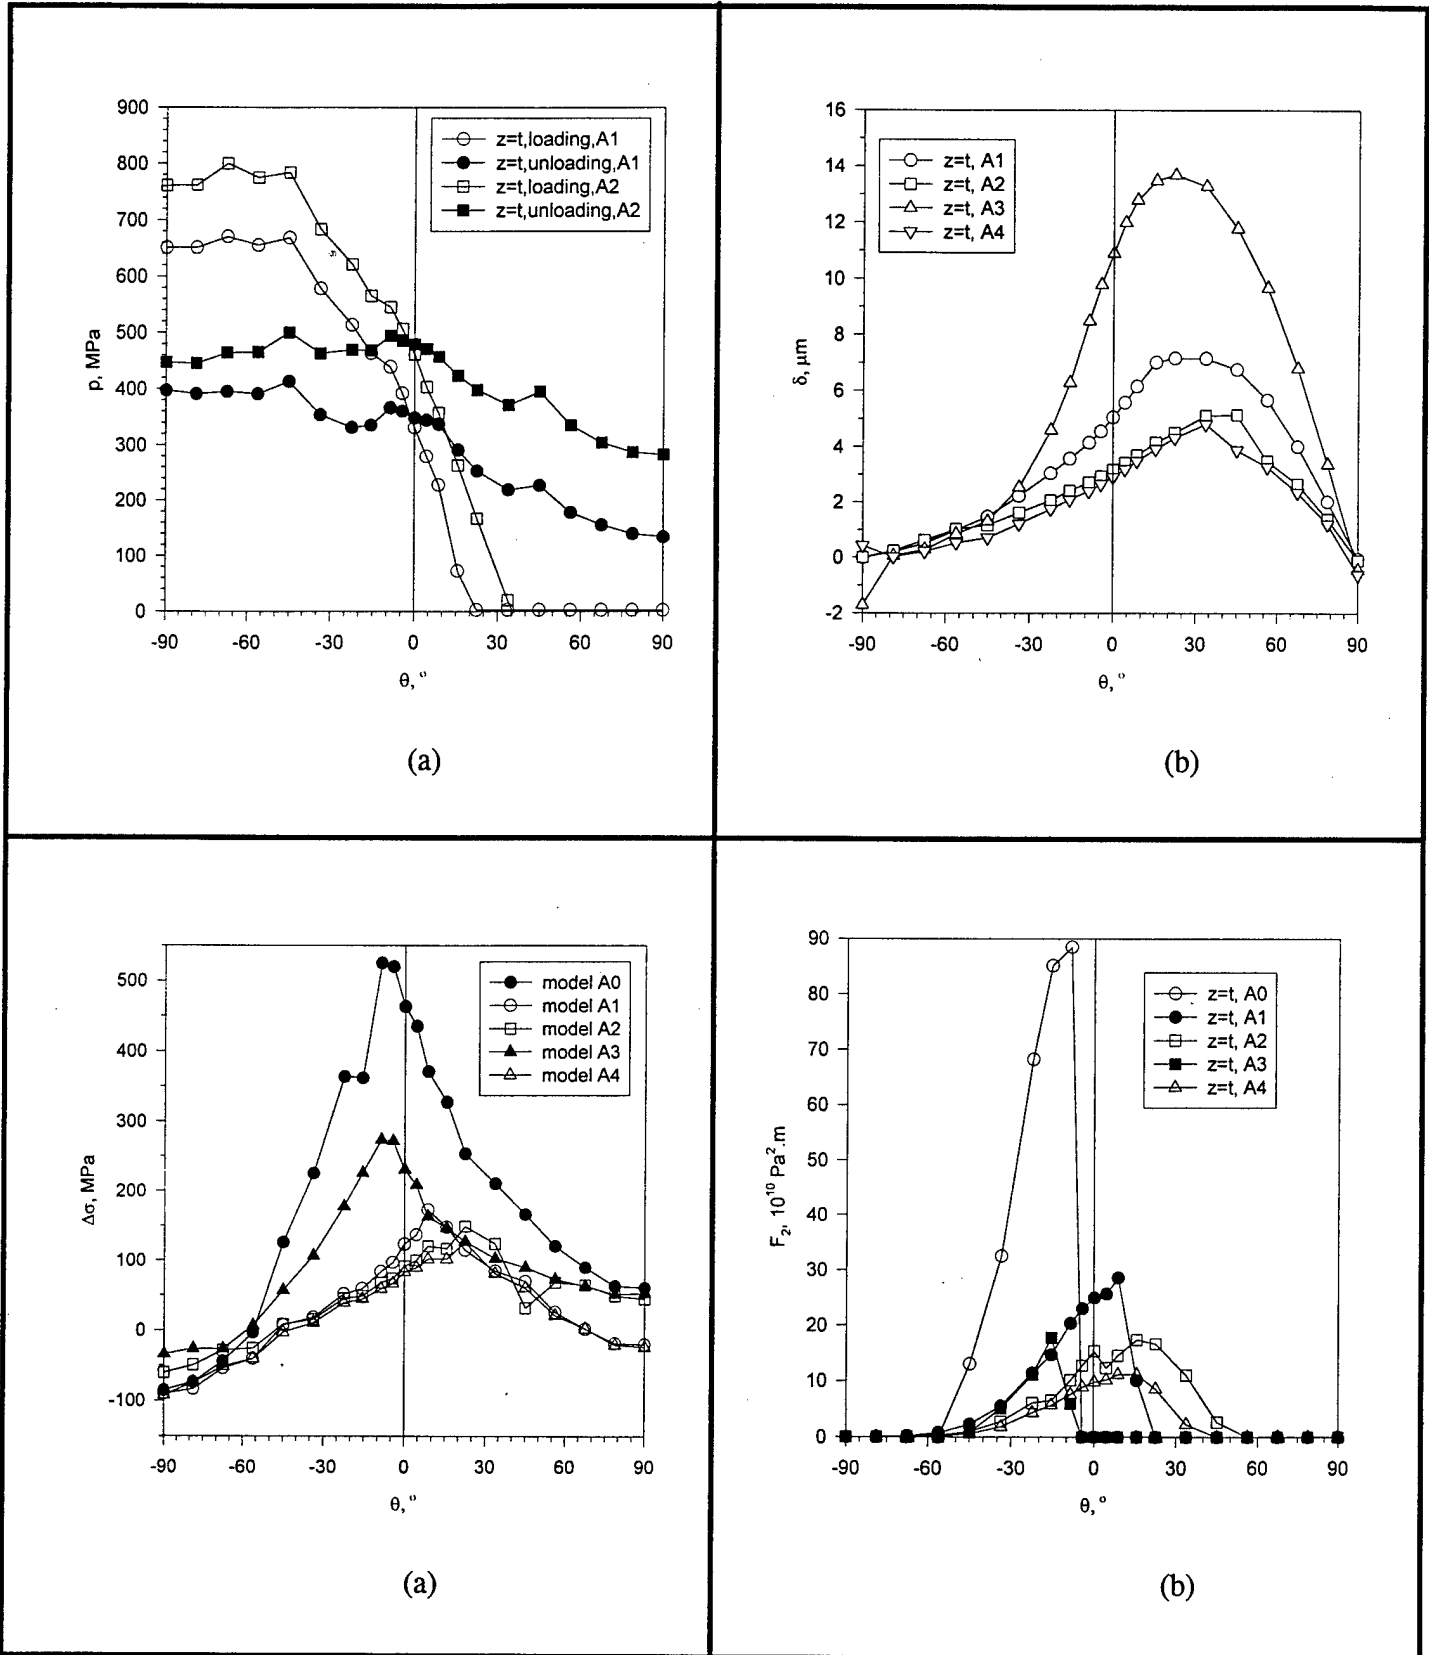 900
800
700
600
500
400
300
200
100
0
p, MPa
-90 -60 -30 0 30 60 90
θ, °
z=t,loading,A1
z=t,unloading,A1
z=t,loading,A2
z=t,unloading,A2
(a)
16
14
12
10
8
6
4
2
0
-2
δ, μm
-90 -60 -30 0 30 60 90
θ, °
z=t, A1
z=t, A2
z=t, A3
z=t, A4
(b)
500
400
300
200
100
0
-100
Δσ, MPa
-90 -60 -30 0 30 60 90
θ, °
model A0
model A1
model A2
model A3
model A4
(a)
90
80
70
60
50
40
30
20
10
0
F₂, 10¹⁰ Pa².m
-90 -60 -30 0 30 60 90
θ, °
z=t, A0
z=t, A1
z=t, A2
z=t, A3
z=t, A4
(b)